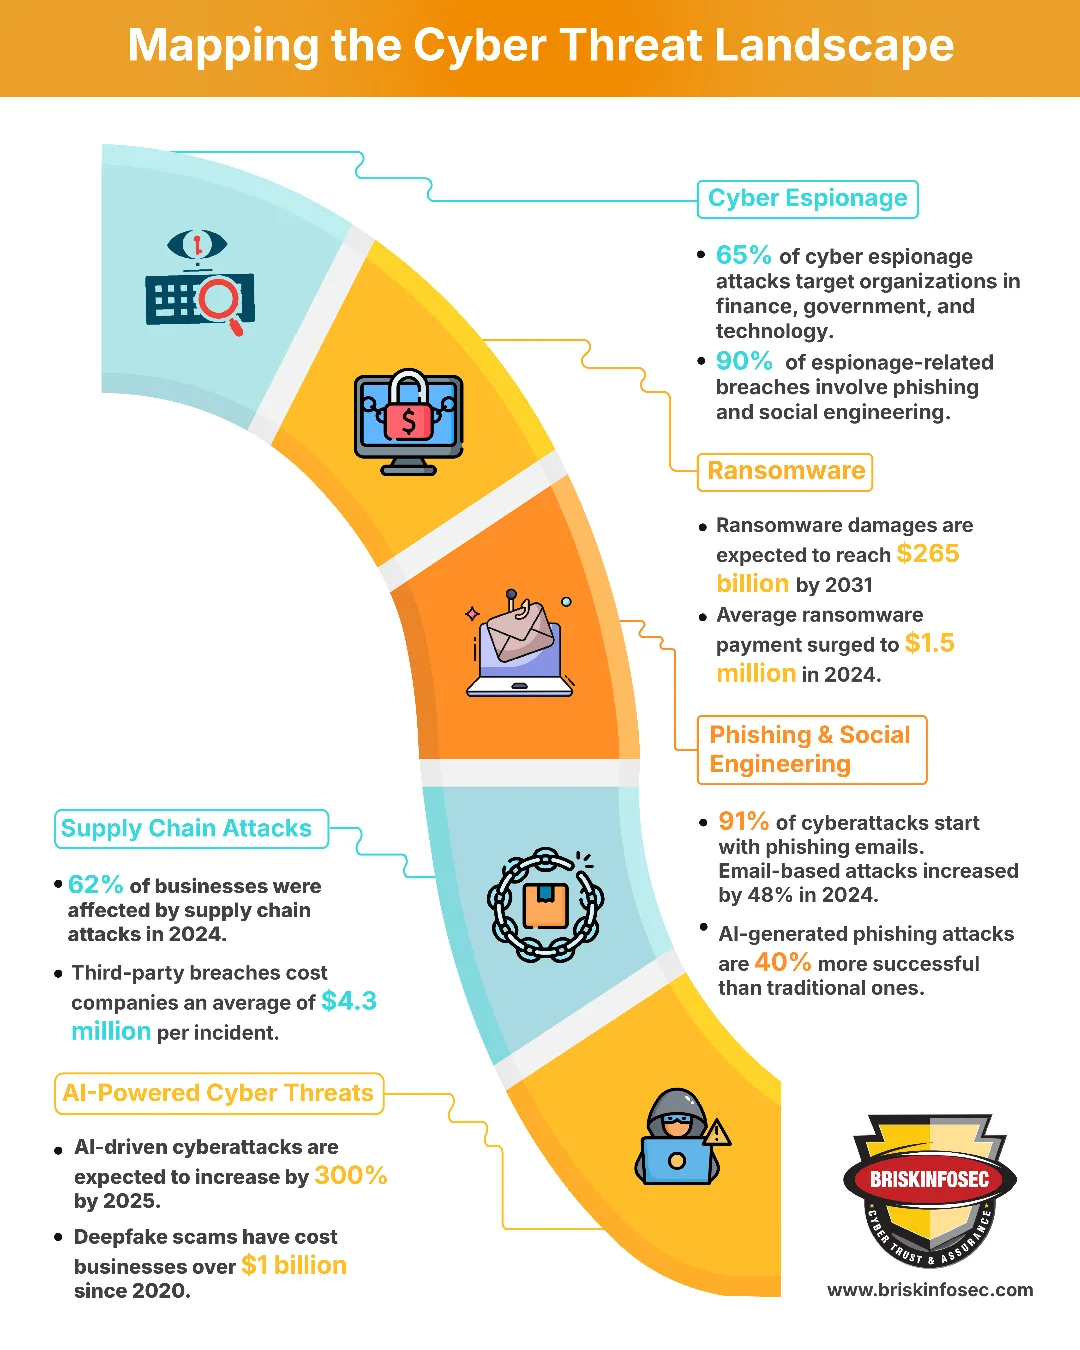 Mapping the Cyber Threat Landscape
Cyber Espionage
• 65% of cyber espionage
attacks target organizations in
finance, government, and
technology.
• 90% of espionage-related
breaches involve phishing
and social engineering.
Ransomware
• Ransomware damages are
expected to reach $265
billion by 2031
• Average ransomware
payment surged to $1.5
million in 2024.
$
Phishing & Social
Engineering
• 91% of cyberattacks start
with phishing emails.
Email-based attacks increased
by 48% in 2024.
• AI-generated phishing attacks
are 40% more successful
than traditional ones.
Supply Chain Attacks
• 62% of businesses were
affected by supply chain
attacks in 2024.
• Third-party breaches cost
companies an average of $4.3
million per incident.
AI-Powered Cyber Threats
• AI-driven cyberattacks are
expected to increase by 300%
by 2025.
• Deepfake scams have cost
businesses over $1 billion
since 2020.
BRISKINFOSEC
CYBER TRUST & ASSURANCE
www.briskinfosec.com